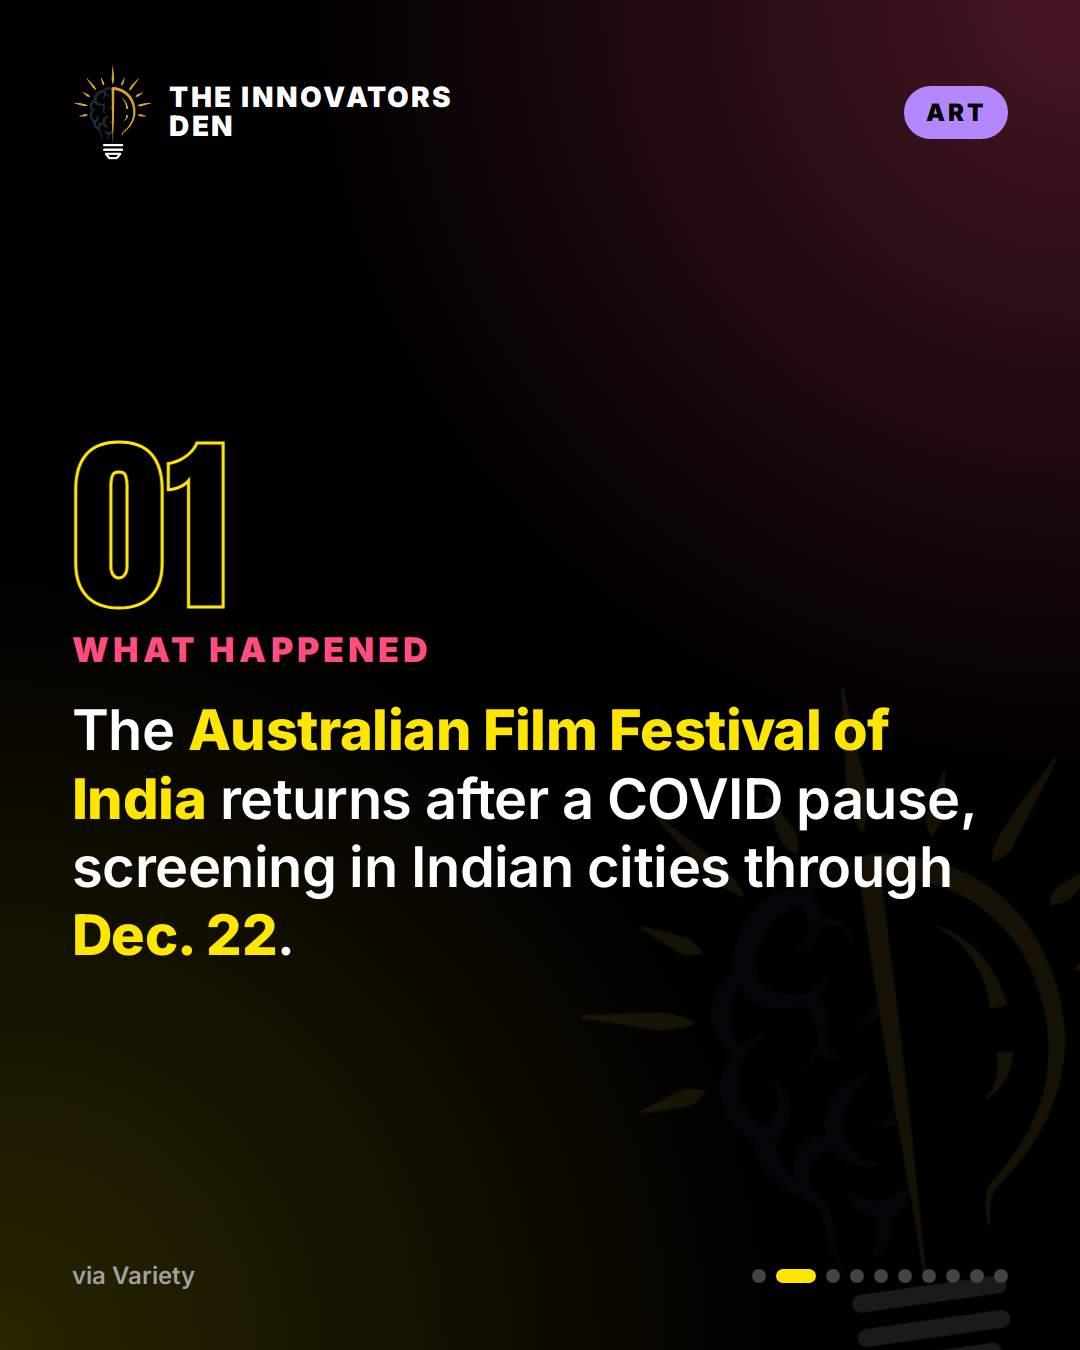 THE INNOVATORS
DEN
ART
01
WHAT HAPPENED
The Australian Film Festival of
India returns after a COVID pause,
screening in Indian cities through
Dec. 22.
via Variety